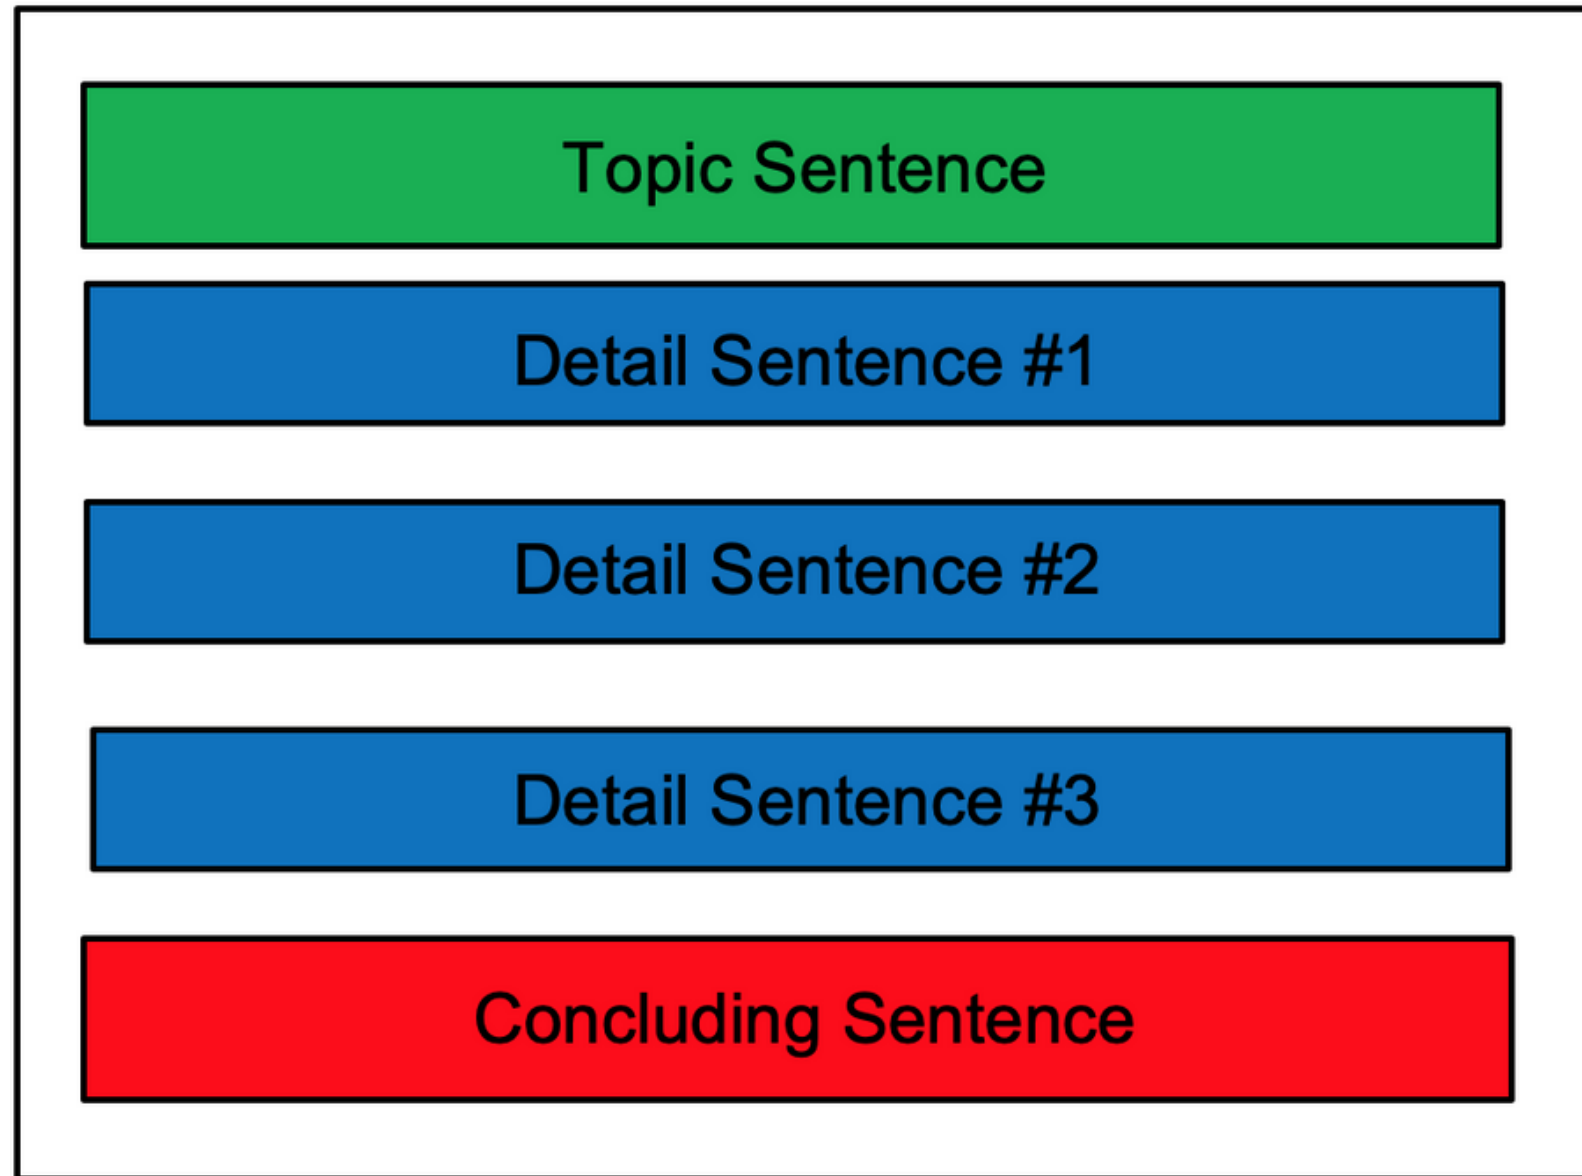 Topic Sentence
Detail Sentence #1
Detail Sentence #2
Detail Sentence #3
Concluding Sentence